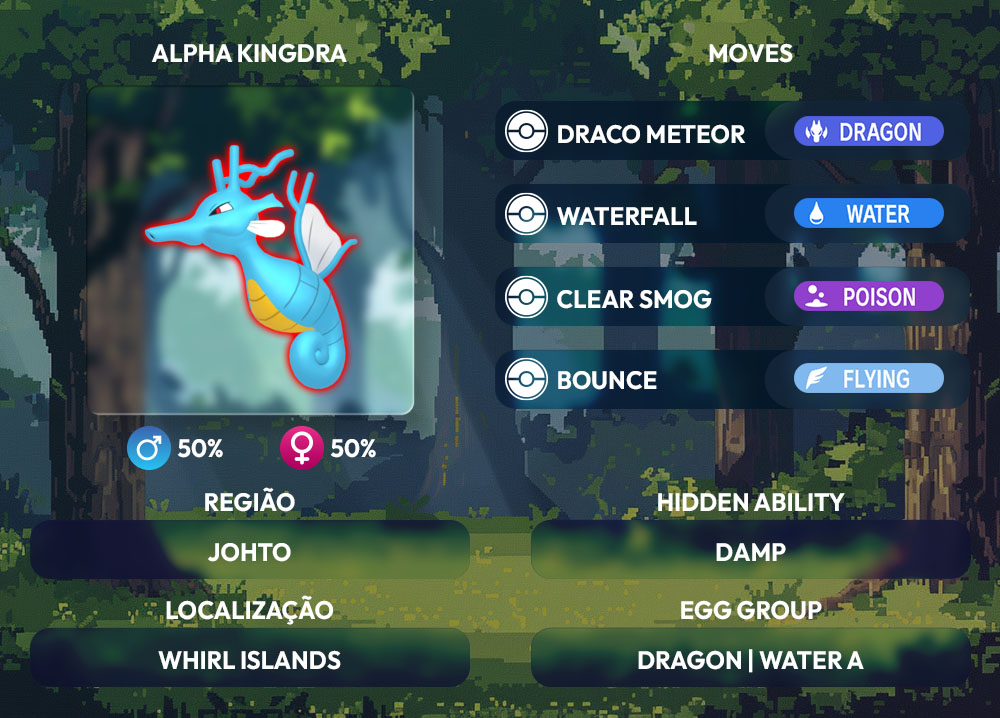 ALPHA KINGDRA
50%
50%
REGIÃO
JOHTO
LOCALIZAÇÃO
WHIRL ISLANDS
MOVES
DRACO METEOR DRAGON
WATERFALL WATER
CLEAR SMOG POISON
BOUNCE FLYING
HIDDEN ABILITY
DAMP
EGG GROUP
DRAGON | WATER A